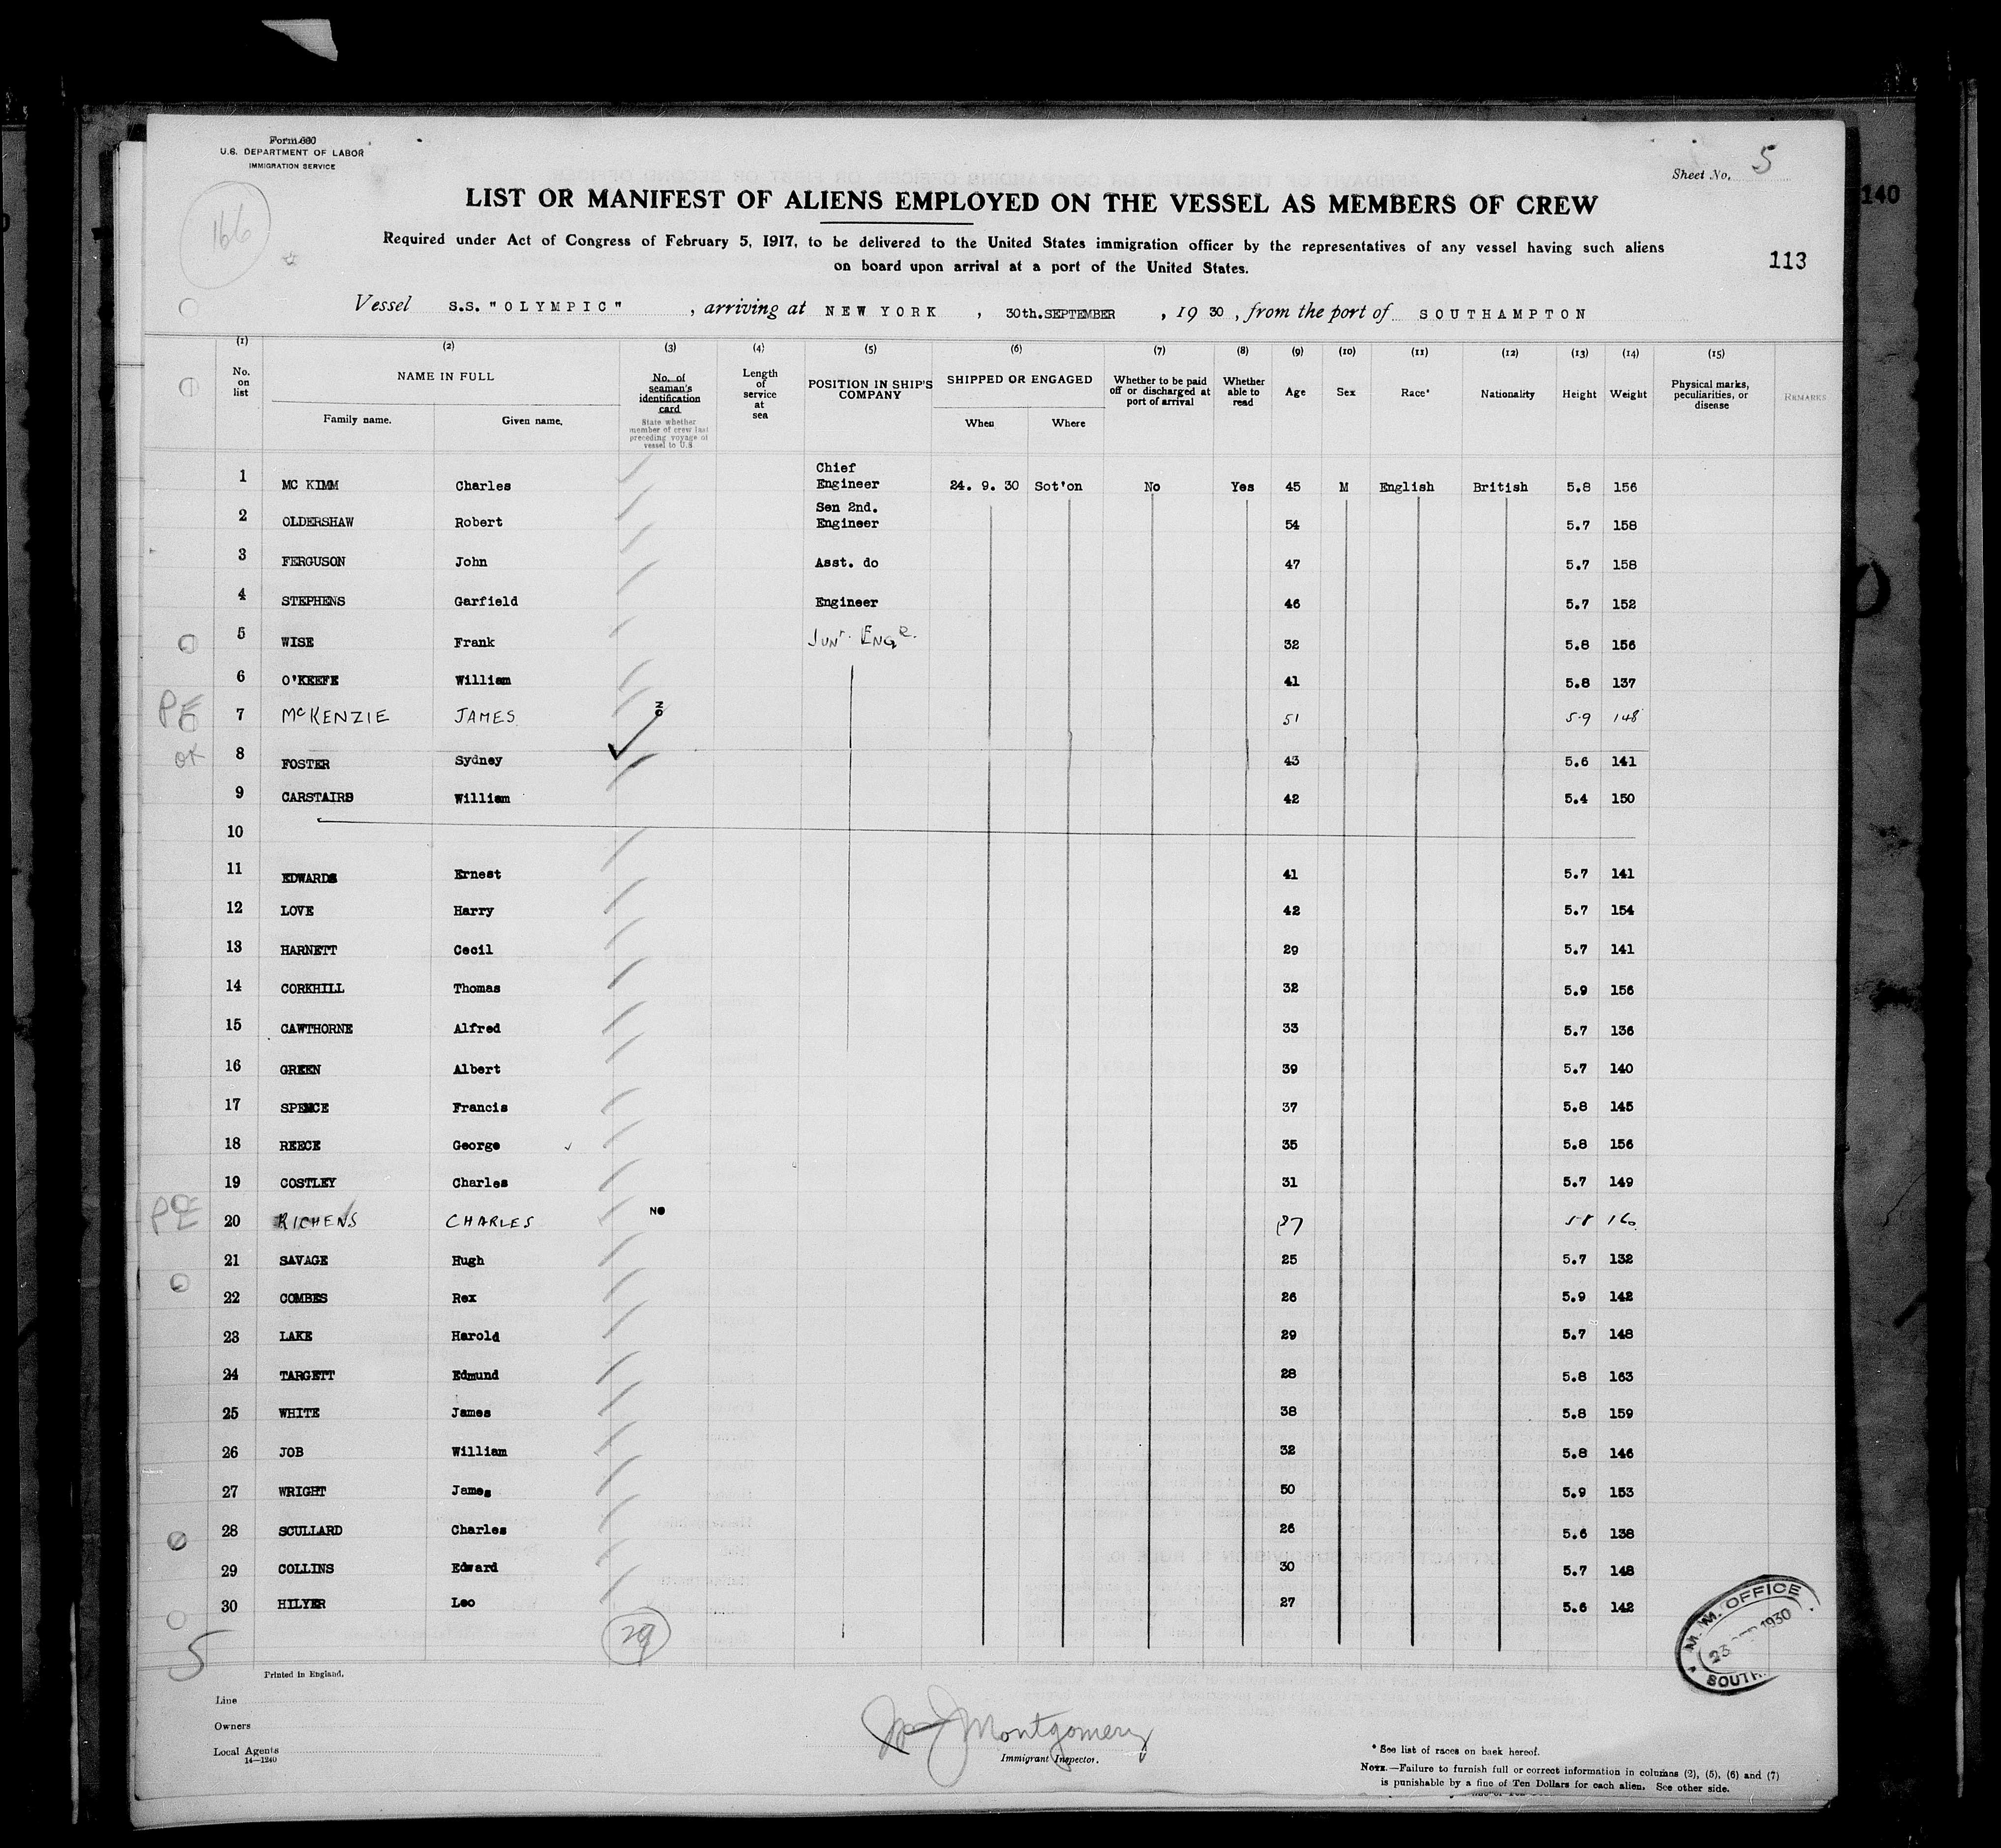 Form 680
U.S. DEPARTMENT OF LABOR
IMMIGRATION SERVICE
Sheet No. 5
166
140
LIST OR MANIFEST OF ALIENS EMPLOYED ON THE VESSEL AS MEMBERS OF CREW
Required under Act of Congress of February 5, 1917, to be delivered to the United States immigration officer by the representatives of any vessel having such aliens
on board upon arrival at a port of the United States.
113
Vessel S.S. "OLYMPIC", arriving at NEW YORK, 30th.SEPTEMBER, 1930, from the port of SOUTHAMPTON
(1) (2) (3) (4) (5) (6) (7) (8) (9) (10) (11) (12) (13) (14) (15)
No. on list
NAME IN FULL
Family name. Given name.
No. of seaman's identification card
State whether member of crew last preceding voyage of vessel to U.S.
Length of service at sea
POSITION IN SHIP'S COMPANY
SHIPPED OR ENGAGED
When Where
Whether to be paid off or discharged at port of arrival
Whether able to read
Age Sex Race* Nationality Height Weight
Physical marks, peculiarities, or disease
REMARKS
1 MC KIMM Charles Chief Engineer 24. 9. 30 Sot'on No Yes 45 M English British 5.8 156
2 OLDERSHAW Robert Sen 2nd. Engineer 54 5.7 158
3 FERGUSON John Asst. do 47 5.7 158
4 STEPHENS Garfield Engineer 46 5.7 152
5 WISE Frank Junr. Engr. 32 5.8 156
6 O'KEEFE William 41 5.8 137
PE 7 McKENZIE JAMES NO 51 5.9 148
OK 8 FOSTER Sydney 43 5.6 141
9 CARSTAIRS William 42 5.4 150
10
11 EDWARDS Ernest 41 5.7 141
12 LOVE Harry 42 5.7 154
13 HARNETT Cecil 29 5.7 141
14 CORKHILL Thomas 32 5.9 156
15 CAWTHORNE Alfred 33 5.7 136
16 GREEN Albert 39 5.7 140
17 SPENCE Francis 37 5.8 145
18 REECE George 35 5.8 156
19 COSTLEY Charles 31 5.7 149
PE 20 RICHENS CHARLES NO 5 8 160
21 SAVAGE Hugh 25 5.7 132
22 COMBES Rex 26 5.9 142
23 LAKE Harold 29 5.7 148
24 TARGETT Edmund 28 5.8 163
25 WHITE James 38 5.8 159
26 JOB William 32 5.8 146
27 WRIGHT James 50 5.9 153
28 SCULLARD Charles 26 5.6 138
29 COLLINS Edward 30 5.7 148
30 HILYER Leo 27 5.6 142
5
29
M. M. OFFICE
23 1930
SOUTH
Printed in England.
Line
Owners
Local Agents
14—1240
Montgomery
Immigrant Inspector.
* See list of races on back hereof.
NOTE.—Failure to furnish full or correct information in columns (2), (5), (6) and (7)
is punishable by a fine of Ten Dollars for each alien. See other side.